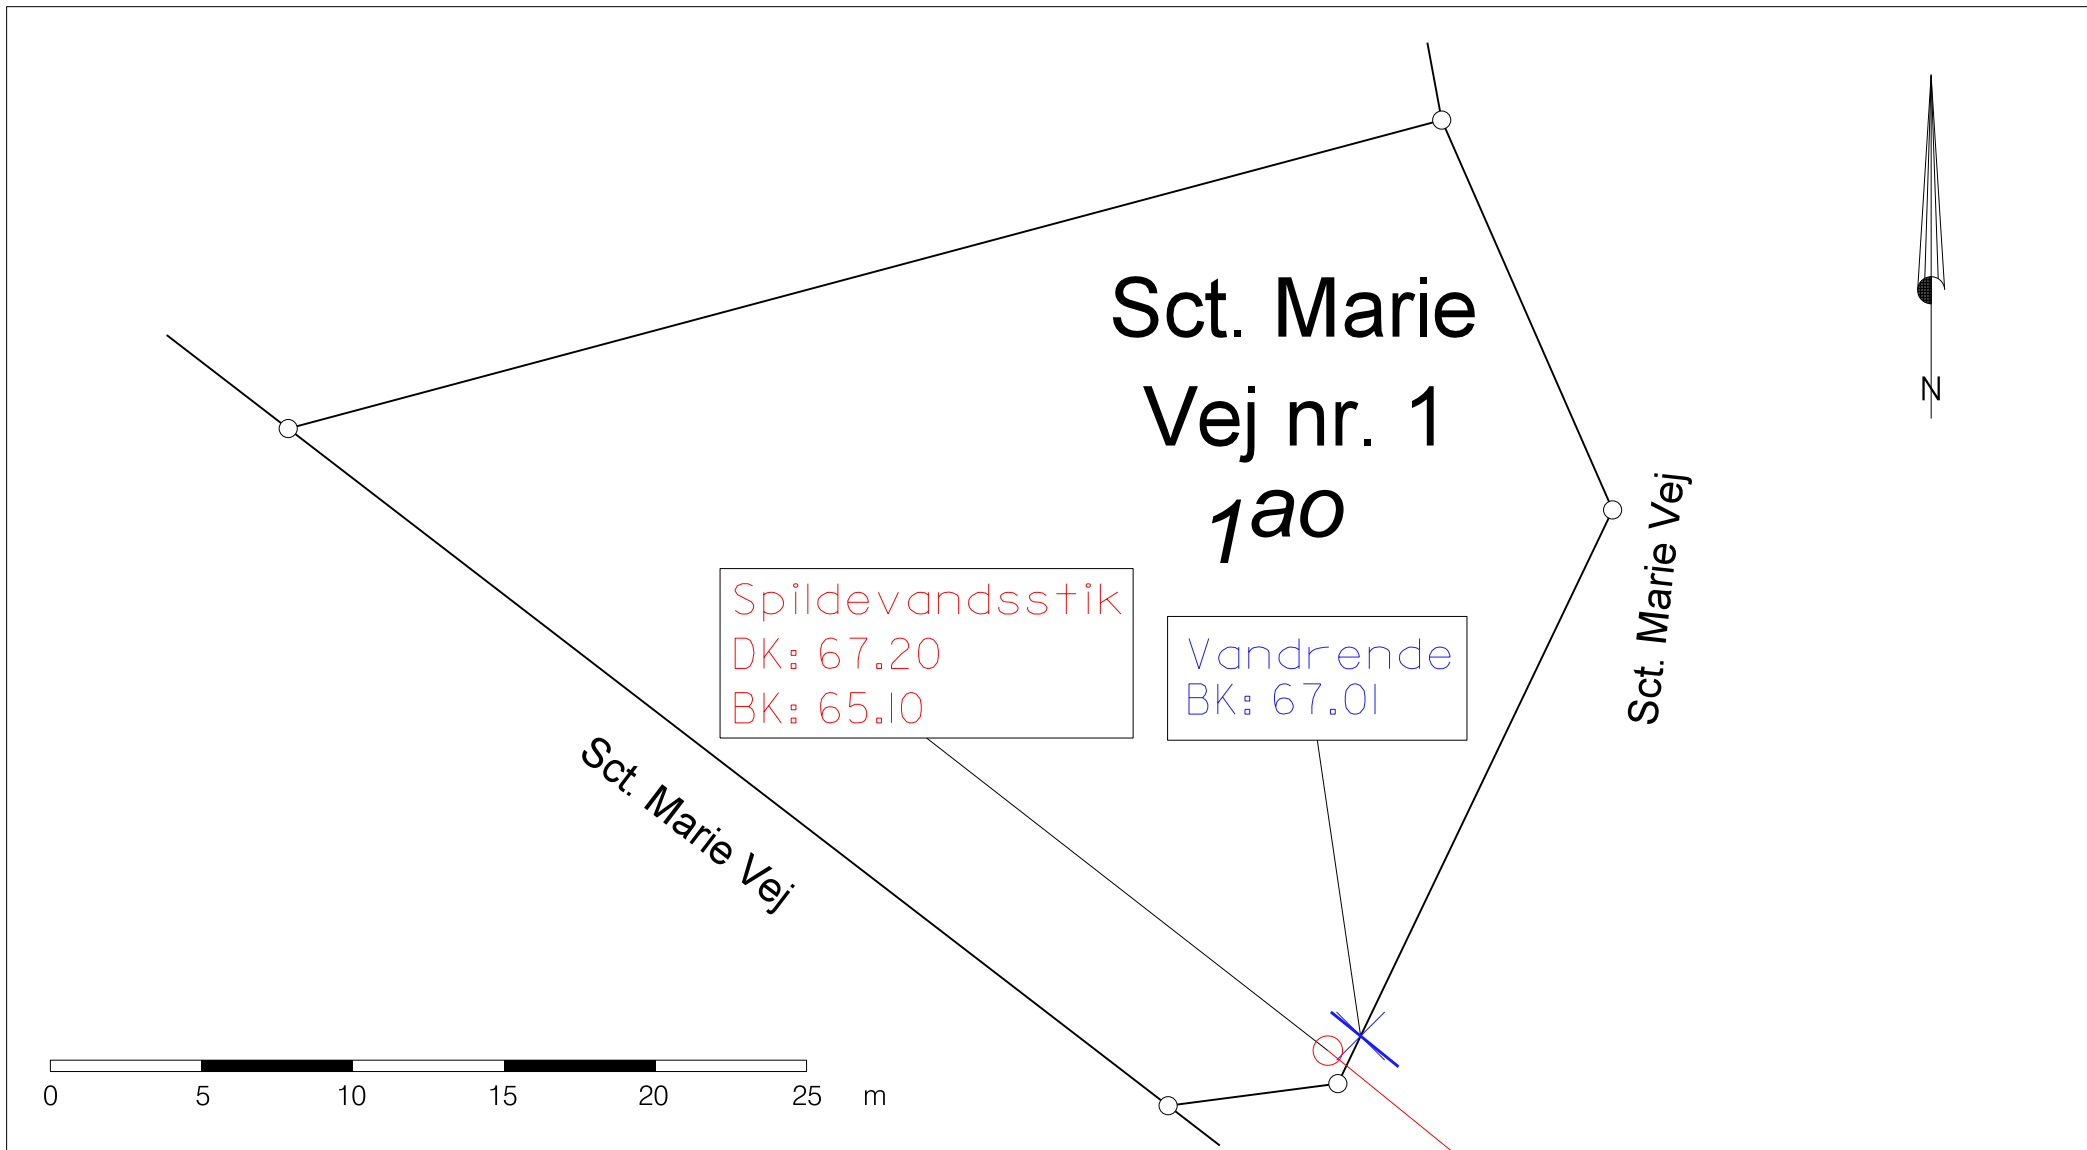 Sct. Marie
Vej nr. 1
1ao
N
Sct. Marie Vej
Spildevandsstik
DK: 67.20
BK: 65.10
Vandrende
BK: 67.01
Sct. Marie Vej
0 5 10 15 20 25 m